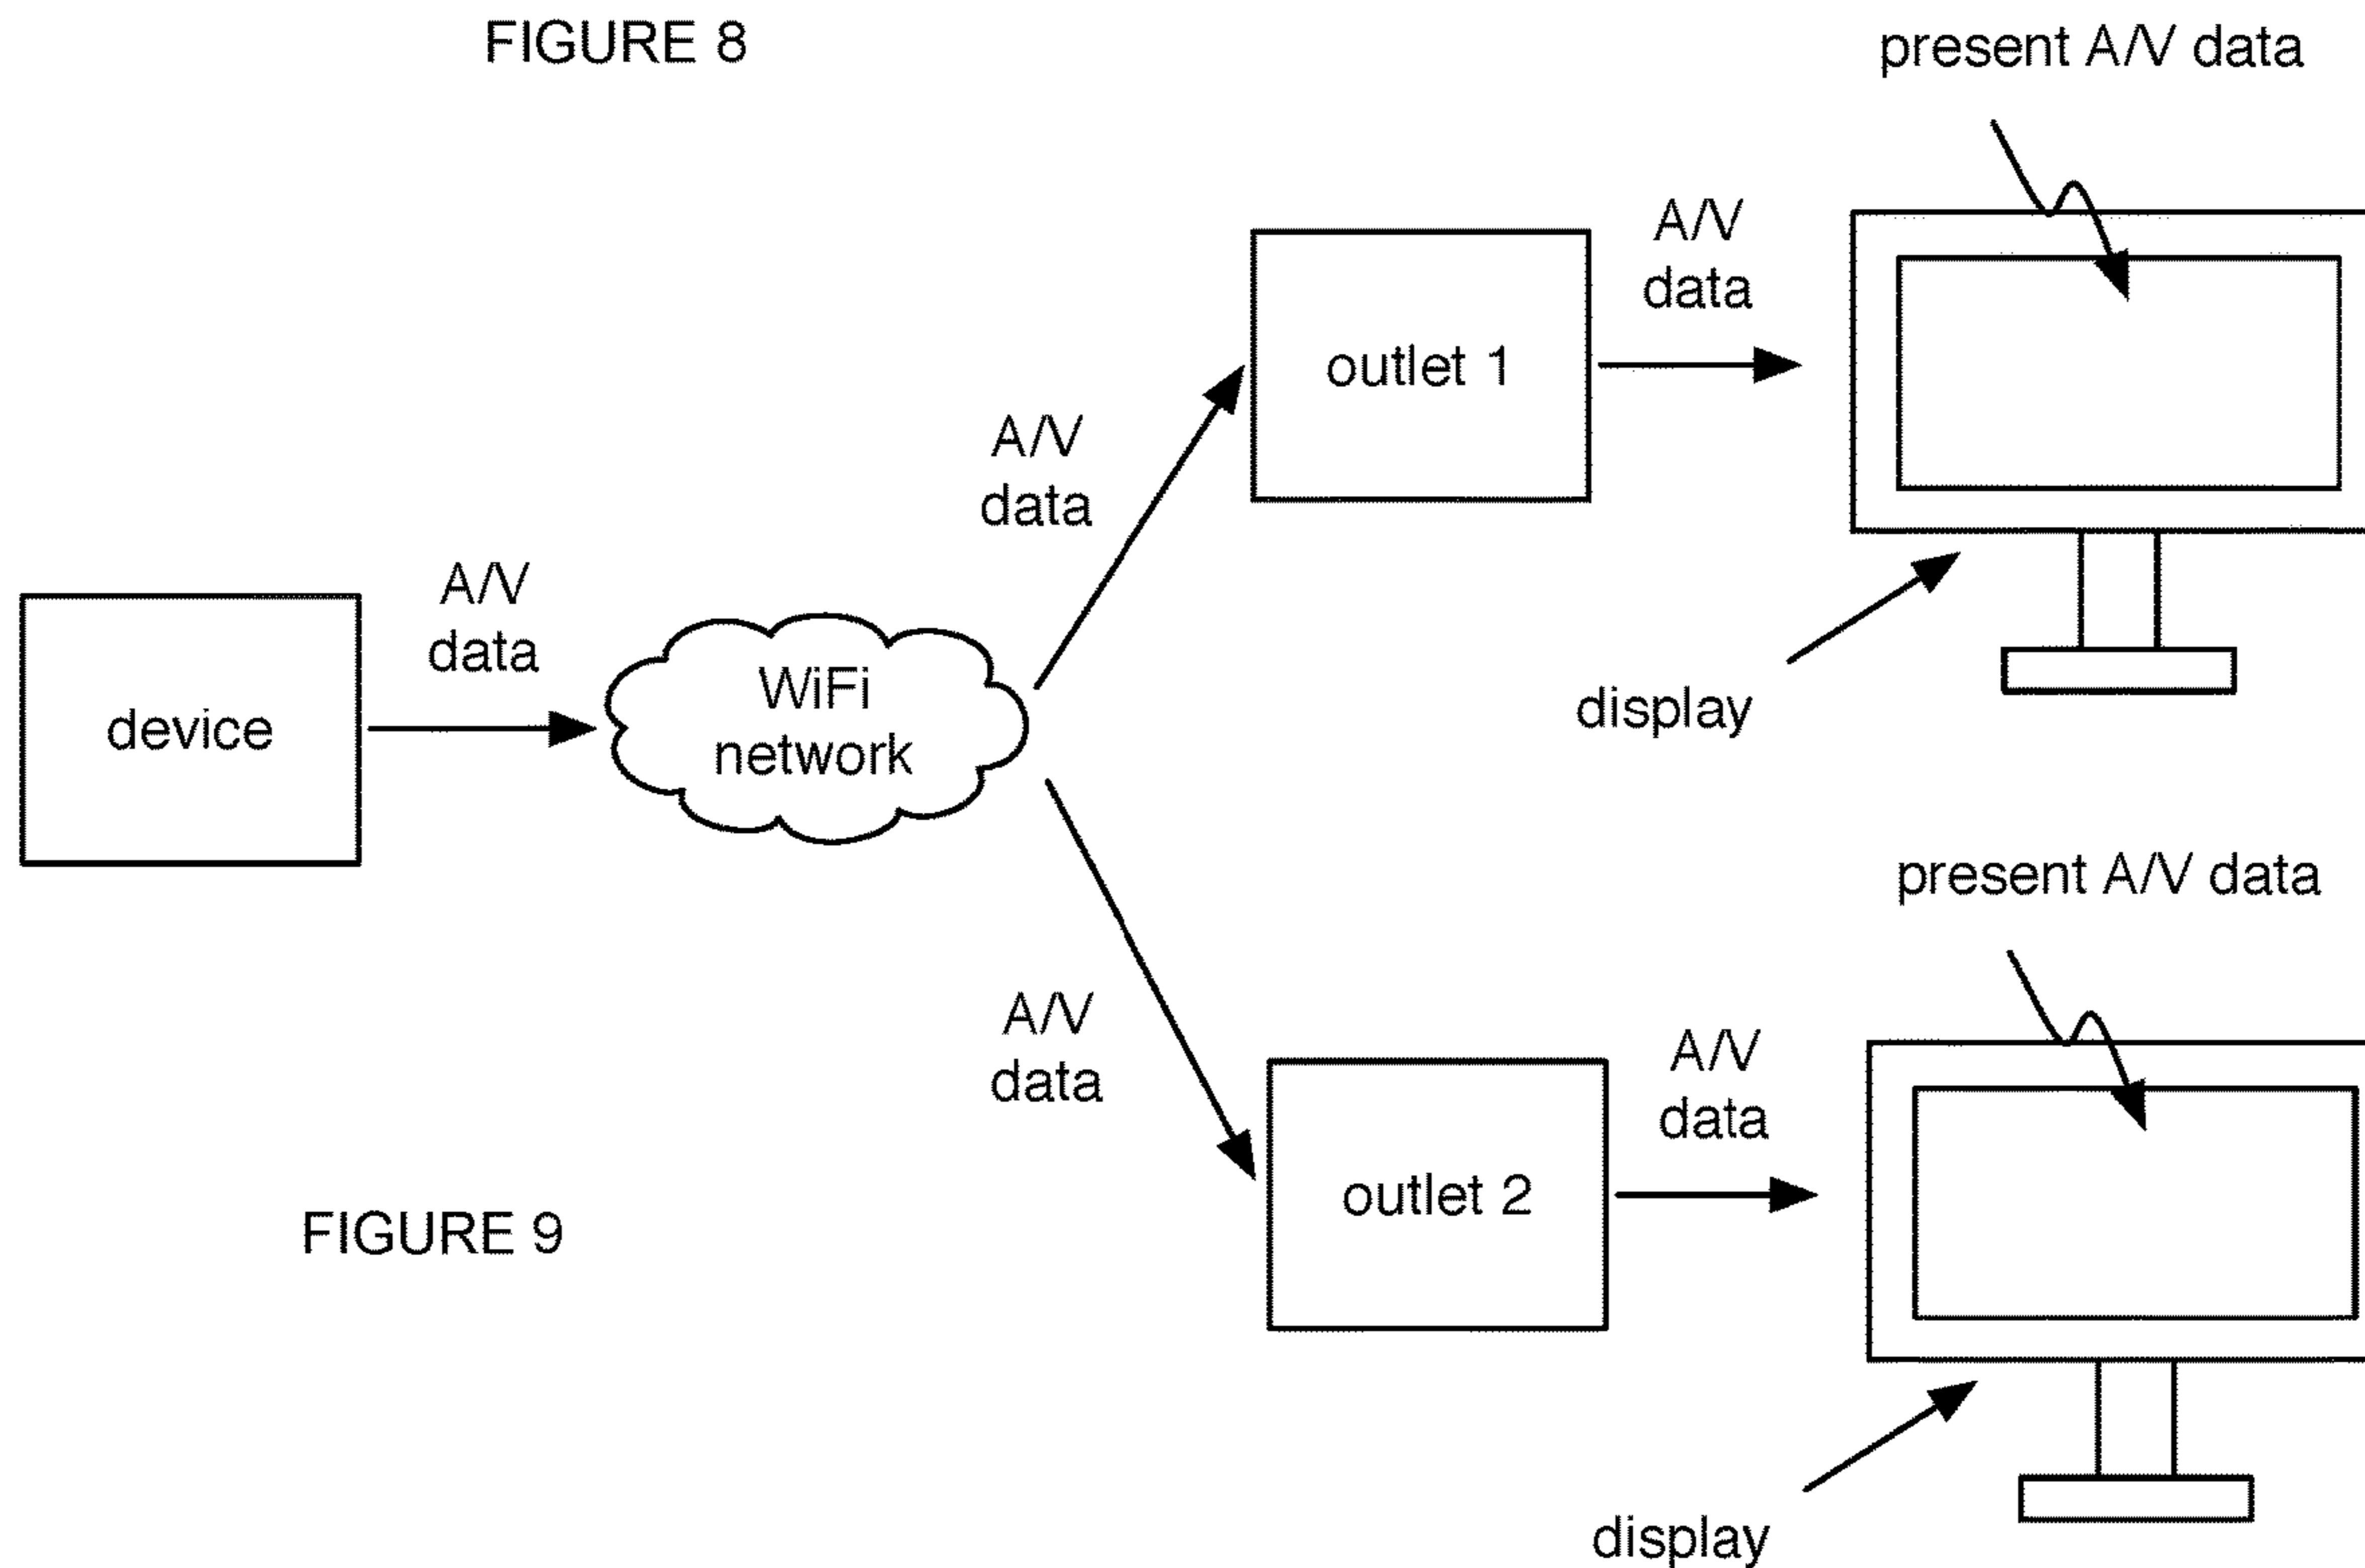 FIGURE 8
present A/V data
A/V
data
outlet 1
A/V
data
A/V
data
device
WiFi
network
display
present A/V data
A/V
data
A/V
data
outlet 2
FIGURE 9
display